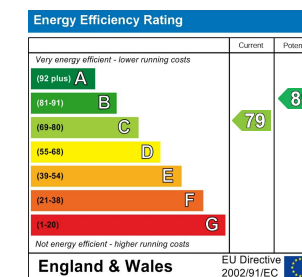 Energy Efficiency Rating
Current
Very energy efficient - lower running costs
(92 plus) A
(81-91) B
(69-80) C
79
(55-68) D
(39-54) E
(21-38) F
(1-20) G
Not energy efficient - higher running costs
England & Wales
EU Directive
2002/91/EC